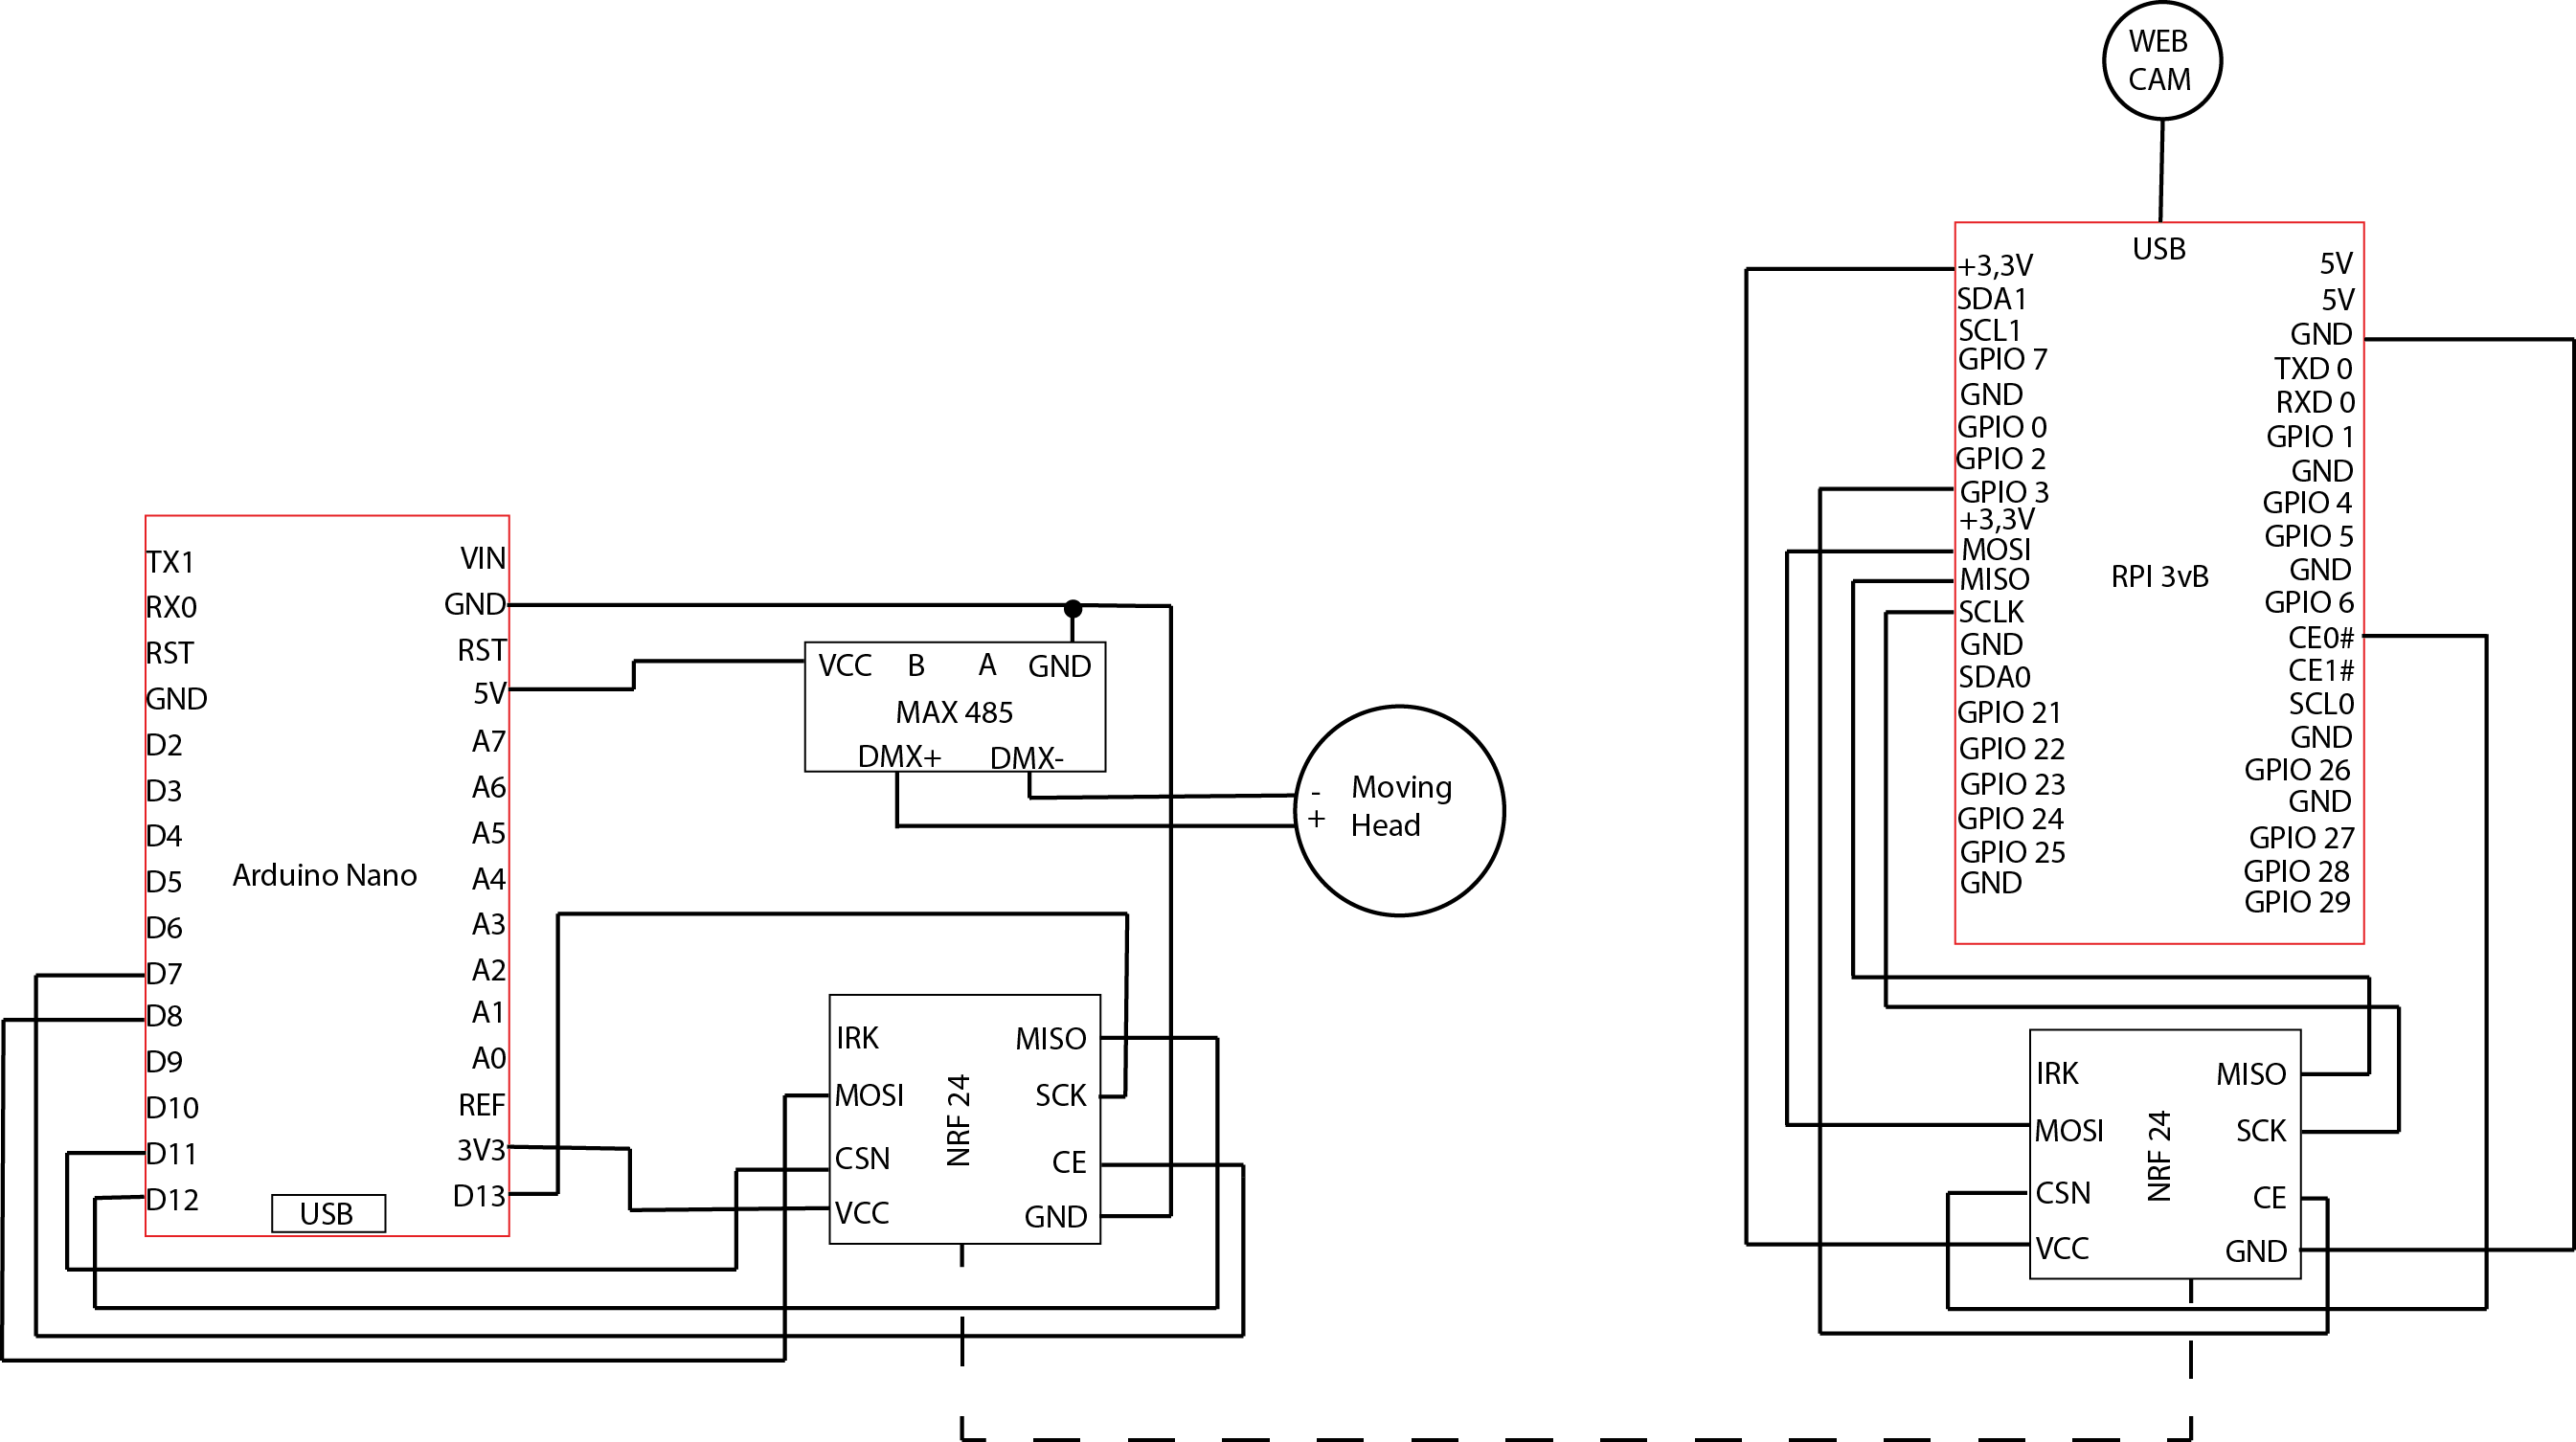 WEB
CAM
USB
+3,3V
SDA1
SCL1
GPIO 7
GND
GPIO 0
GPIO 2
GPIO 3
+3,3V
MOSI
MISO
SCLK
GND
SDA0
GPIO 21
GPIO 22
GPIO 23
GPIO 24
GPIO 25
GND
RPI 3vB
5V
5V
GND
TXD 0
RXD 0
GPIO 1
GND
GPIO 4
GPIO 5
GND
GPIO 6
CE0#
CE1#
SCL0
GND
GPIO 26
GND
GPIO 27
GPIO 28
GPIO 29
TX1
RX0
RST
GND
D2
D3
D4
D5
D6
D7
D8
D9
D10
D11
D12
Arduino Nano
USB
VIN
GND
RST
5V
A7
A6
A5
A4
A3
A2
A1
A0
REF
3V3
D13
VCC B A GND
MAX 485
DMX+ DMX-
-
+
Moving
Head
IRK
MOSI
CSN
VCC
NRF 24
MISO
SCK
CE
GND
IRK
MOSI
CSN
VCC
NRF 24
MISO
SCK
CE
GND